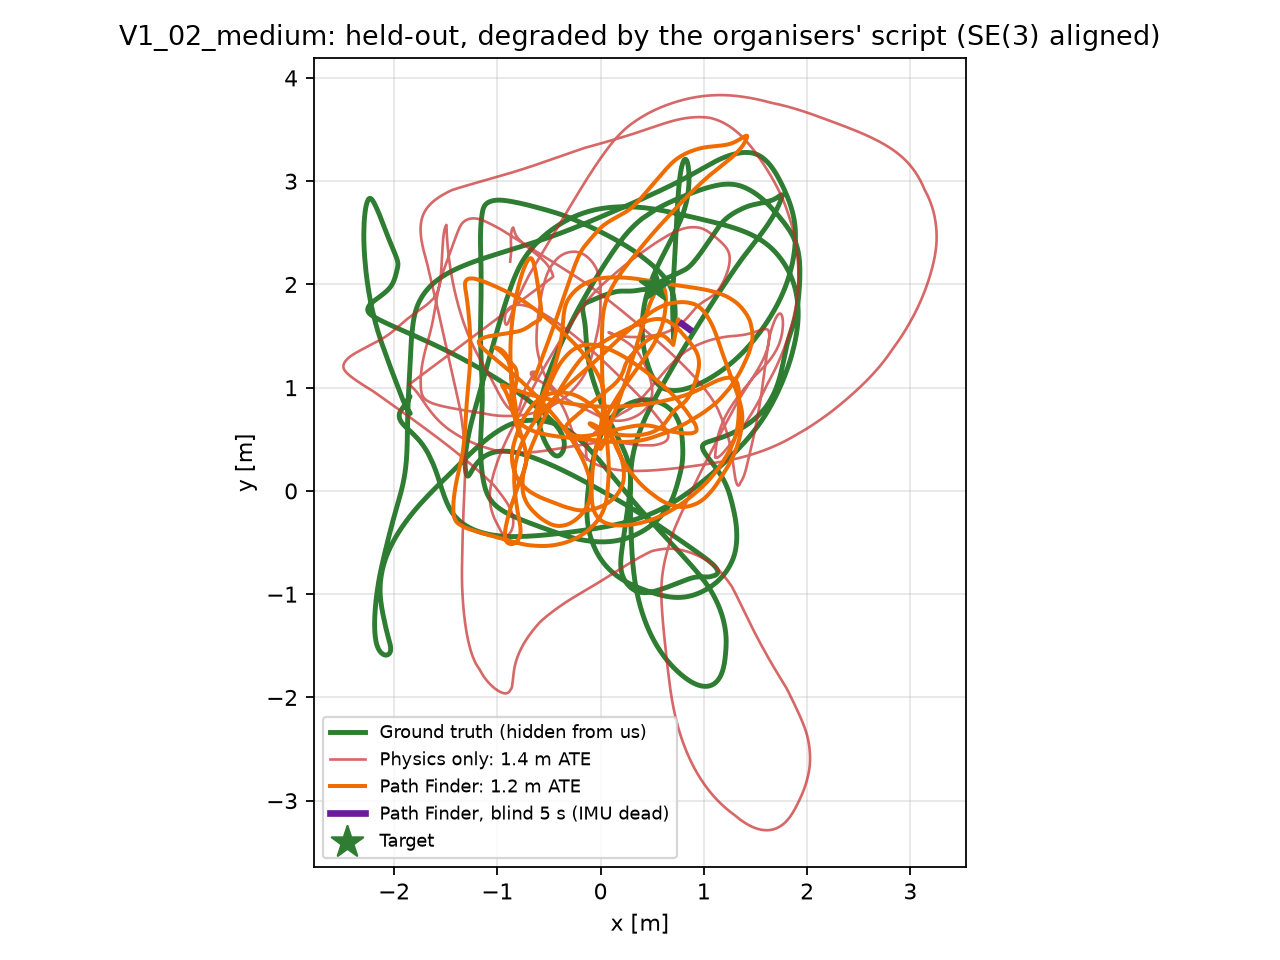 V1_02_medium: held-out, degraded by the organisers' script (SE(3) aligned)
4
3
2
1
0
−1
−2
−3
y [m]
Ground truth (hidden from us)
Physics only: 1.4 m ATE
Path Finder: 1.2 m ATE
Path Finder, blind 5 s (IMU dead)
Target
−2 −1 0 1 2 3
x [m]